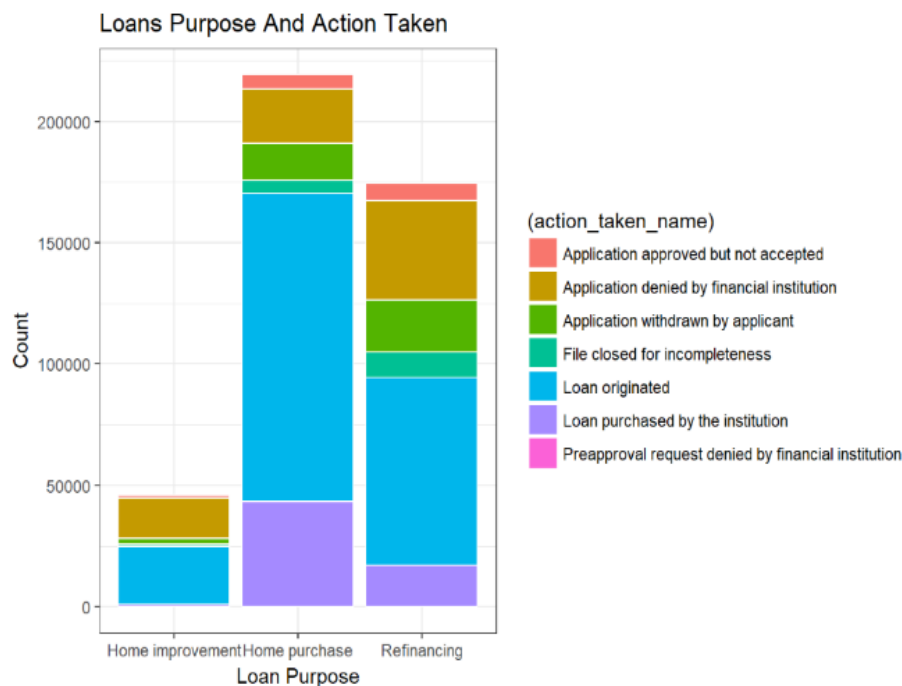 Loans Purpose And Action Taken
Count
200000
150000
100000
50000
0
Home improvement Home purchase Refinancing
Loan Purpose
(action_taken_name)
Application approved but not accepted
Application denied by financial institution
Application withdrawn by applicant
File closed for incompleteness
Loan originated
Loan purchased by the institution
Preapproval request denied by financial institution